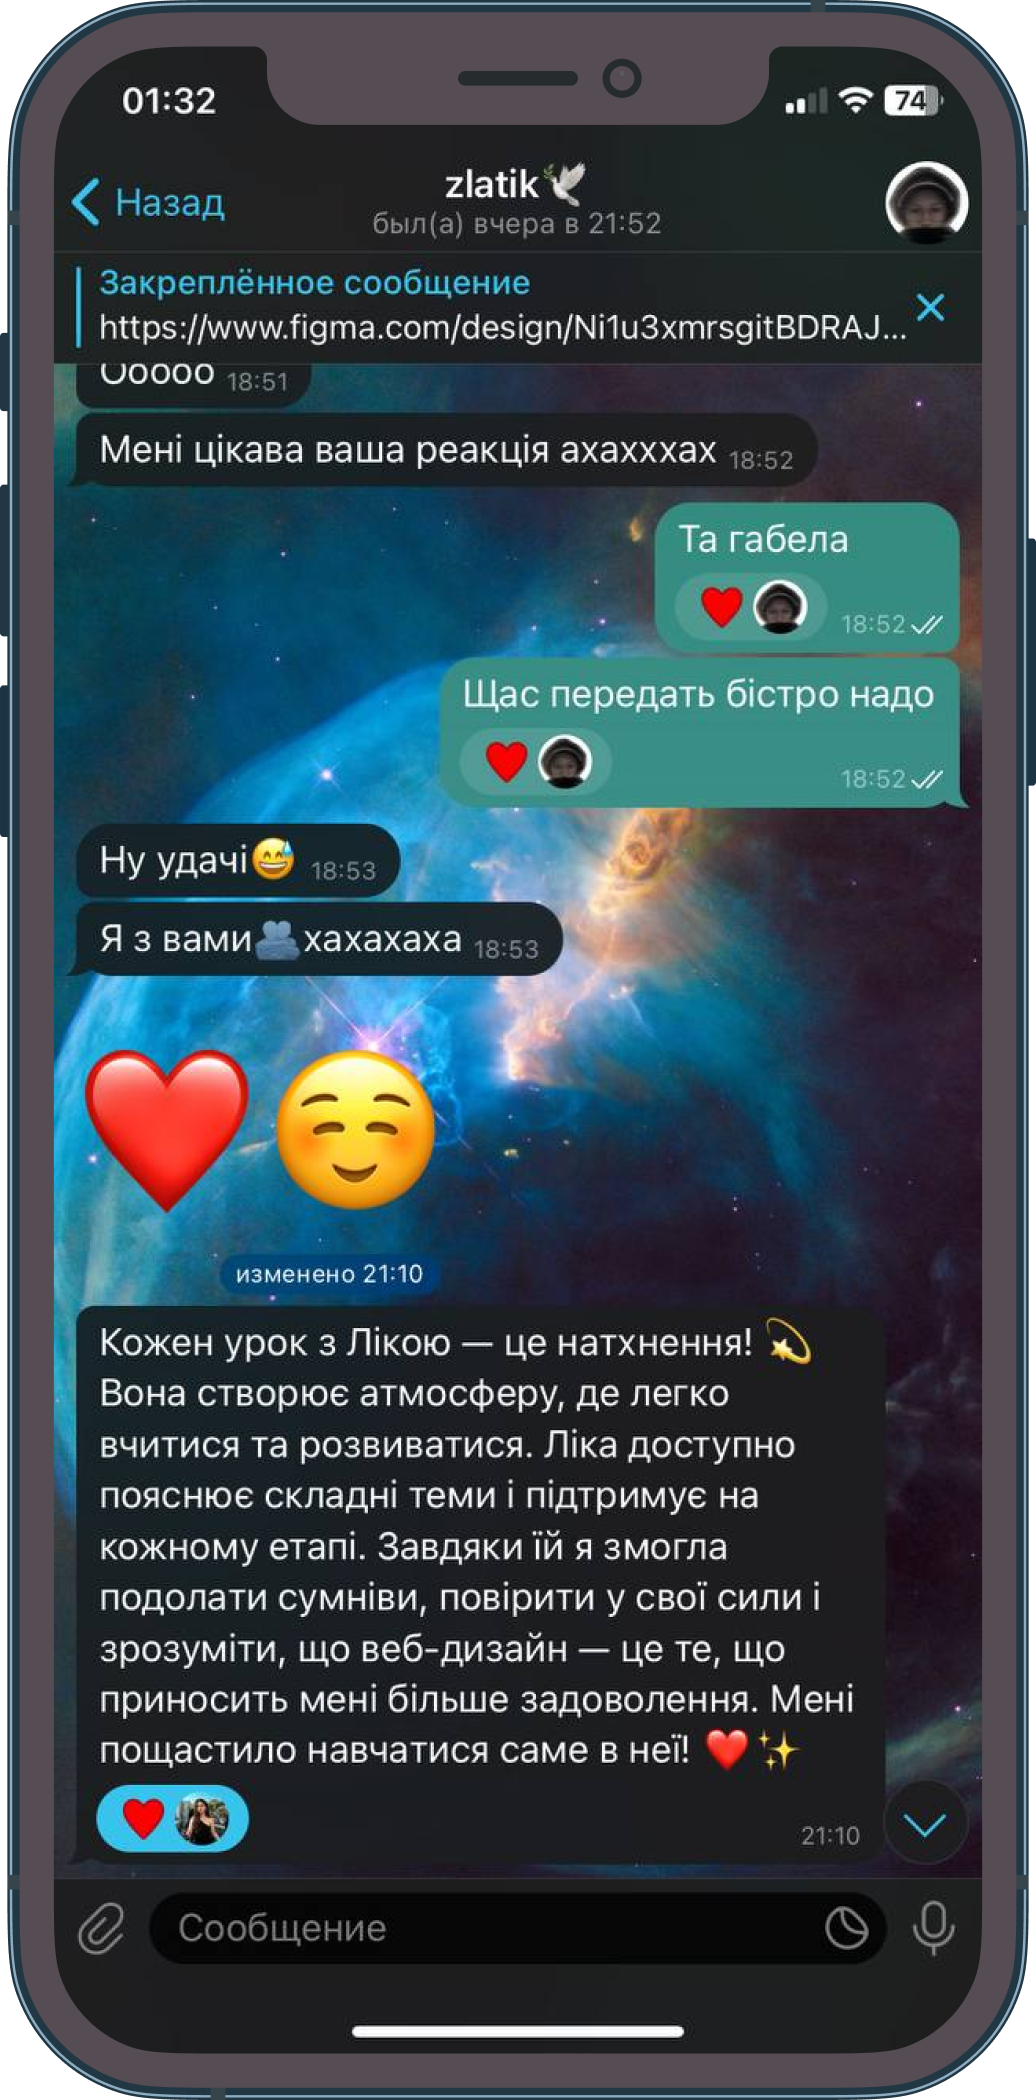 01:32
74
Назад
zlatik🕊️
был(а) вчера в 21:52
Закреплённое сообщение
https://www.figma.com/design/Ni1u3xmrsgitBDRAJ...
Ооооо 18:51
Мені цікава ваша реакція ахахххах 18:52
Та габела
❤️ 18:52
Щас передать бістро надо
❤️ 18:52
Ну удачі😅 18:53
Я з вами🫂хахахаха 18:53
❤️☺️
изменено 21:10
Кожен урок з Лікою — це натхнення! 💫
Вона створює атмосферу, де легко
вчитися та розвиватися. Ліка доступно
пояснює складні теми і підтримує на
кожному етапі. Завдяки їй я змогла
подолати сумніви, повірити у свої сили і
зрозуміти, що веб-дизайн — це те, що
приносить мені більше задоволення. Мені
пощастило навчатися саме в неї! ❤️✨
❤️ 21:10
Сообщение